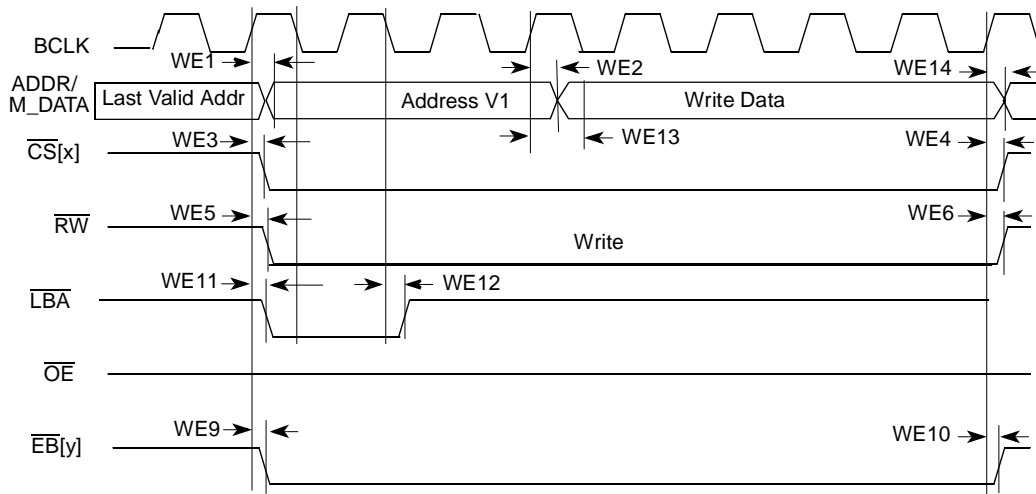 BCLK
WE1
WE2
WE14
ADDR/
M_DATA
Last Valid Addr
Address V1
Write Data
WE3
WE13
WE4
CS[x]
WE5
WE6
RW
Write
WE11
WE12
LBA
OE
WE9
WE10
EB[y]